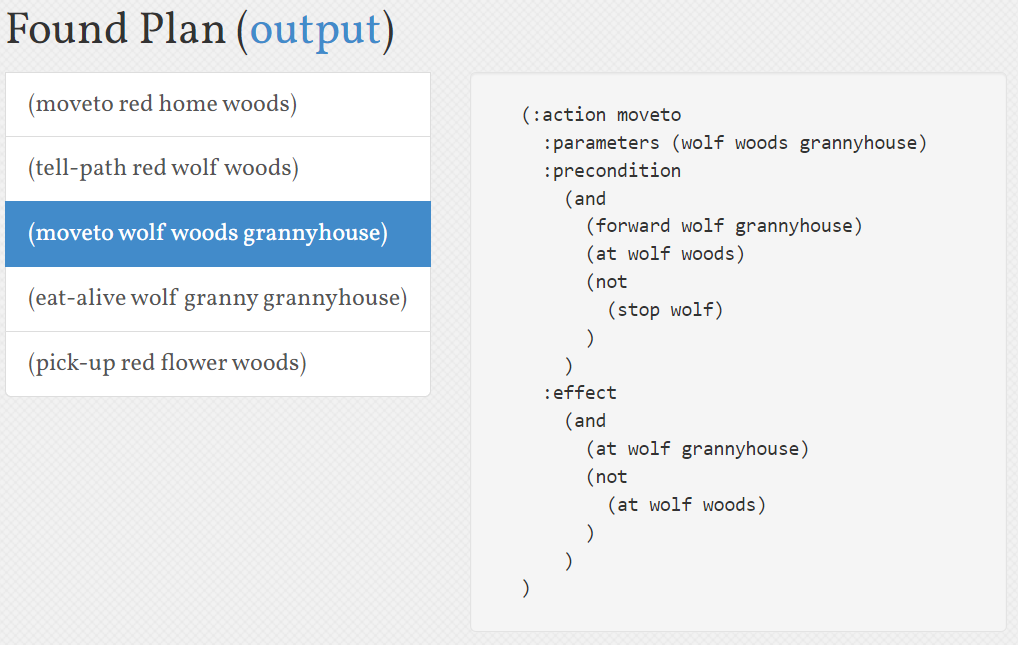 Found Plan (output)
(moveto red home woods)
(tell-path red wolf woods)
(moveto wolf woods grannyhouse)
(eat-alive wolf granny grannyhouse)
(pick-up red flower woods)
(:action moveto
  :parameters (wolf woods grannyhouse)
  :precondition
    (and
      (forward wolf grannyhouse)
      (at wolf woods)
      (not
        (stop wolf)
      )
    )
  :effect
    (and
      (at wolf grannyhouse)
      (not
        (at wolf woods)
      )
    )
)